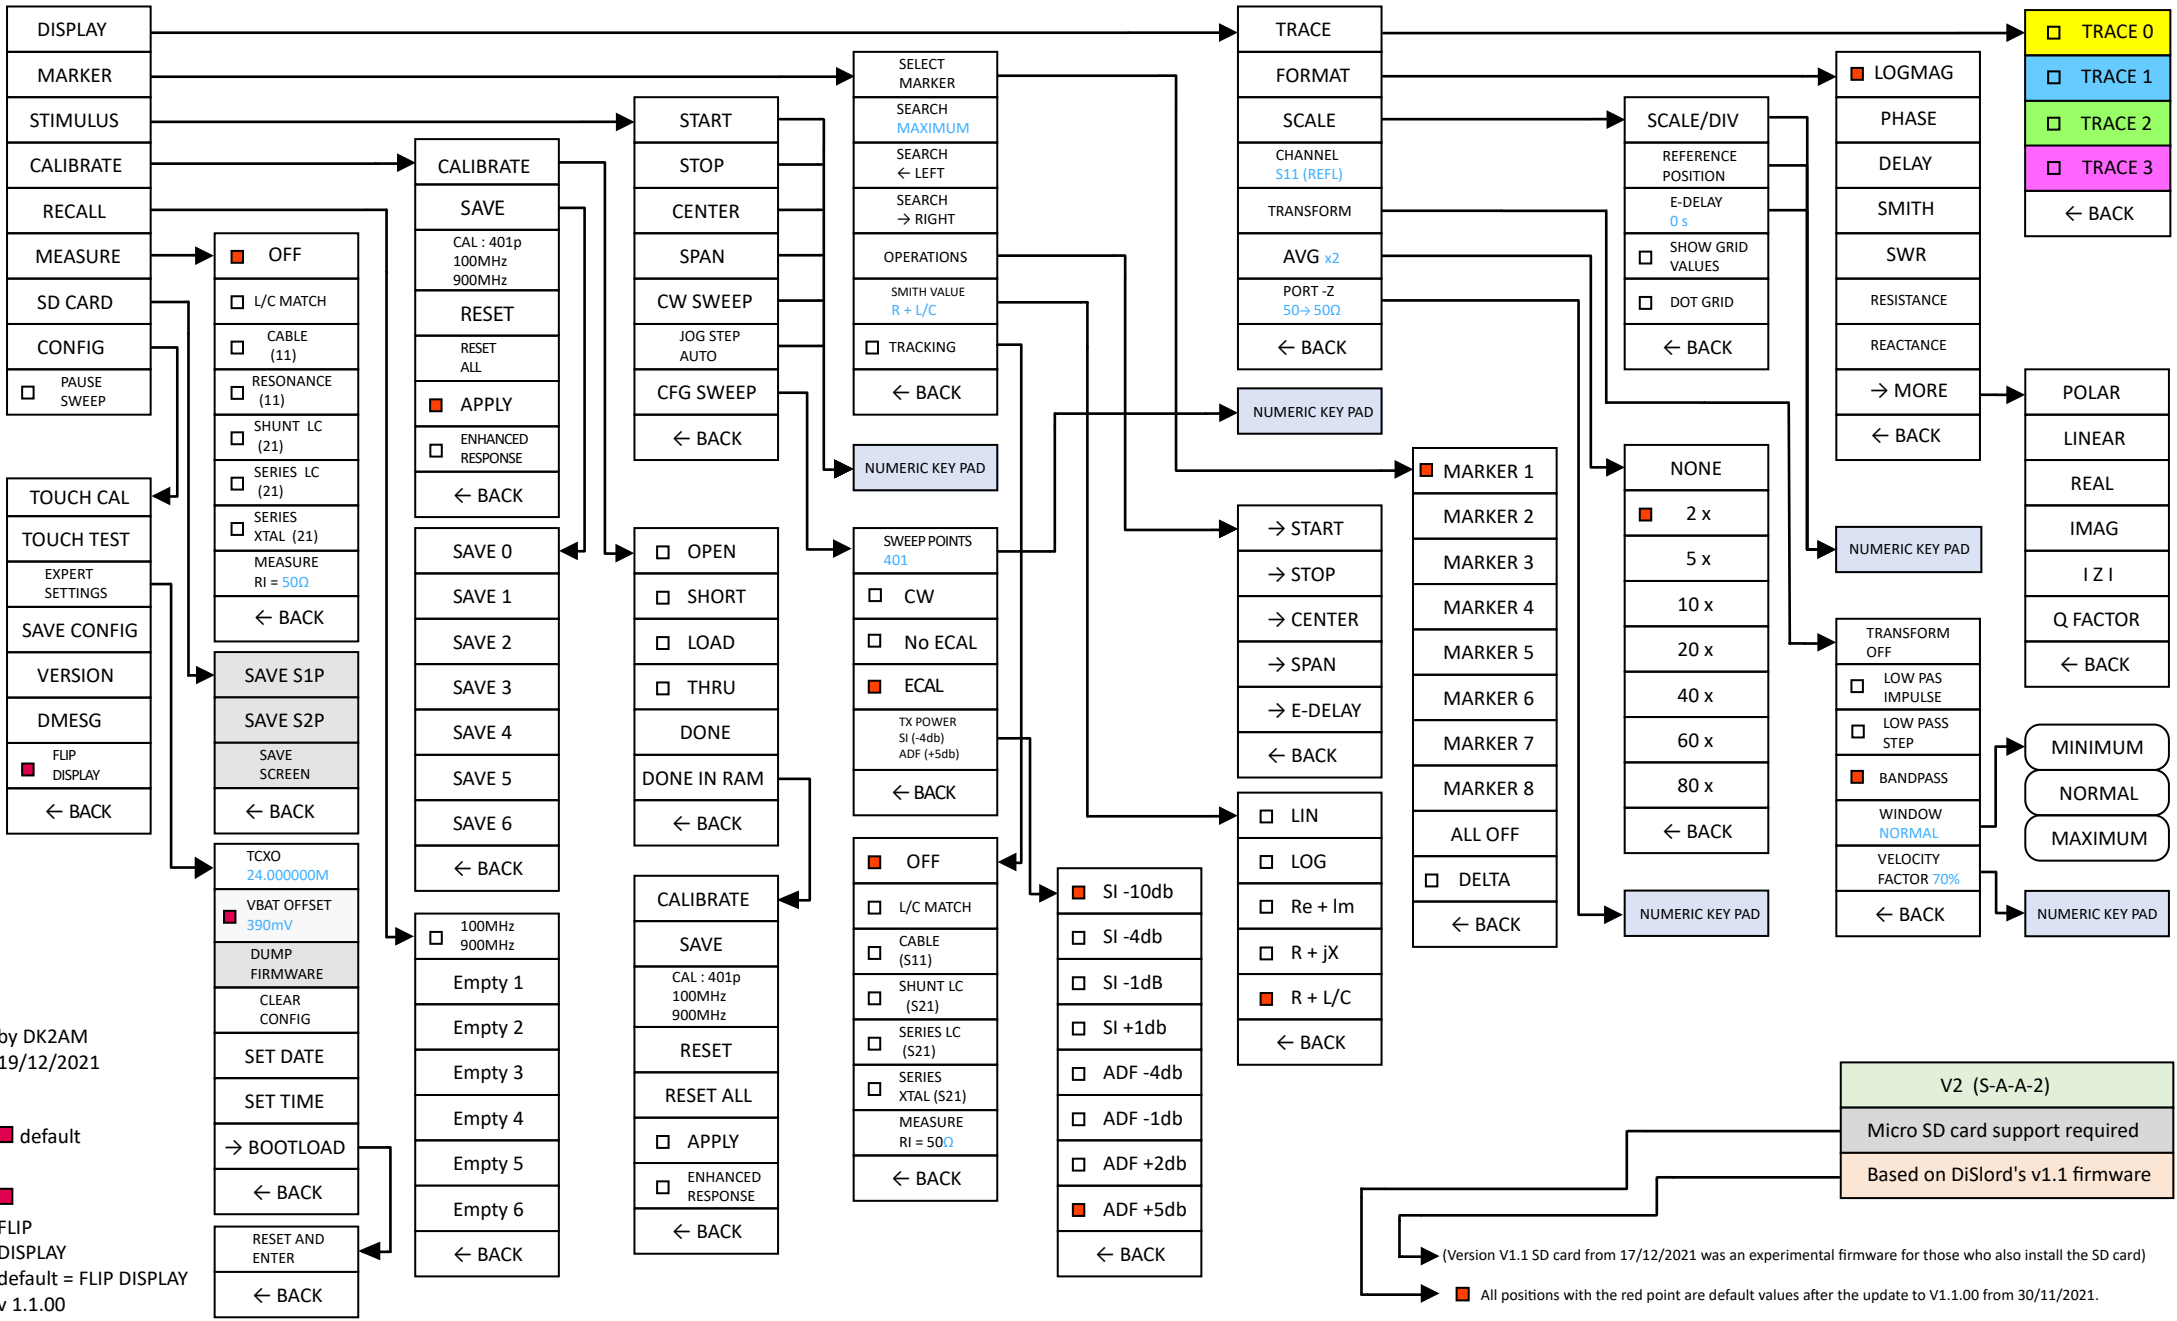 DISPLAY
MARKER
STIMULUS
CALIBRATE
RECALL
MEASURE
SD CARD
CONFIG
PAUSE
SWEEP
TOUCH CAL
TOUCH TEST
EXPERT
SETTINGS
SAVE CONFIG
VERSION
DMESG
FLIP
DISPLAY
← BACK
by DK2AM
19/12/2021
default
FLIP
DISPLAY
default = FLIP DISPLAY
v 1.1.00
OFF
L/C MATCH
CABLE
(11)
RESONANCE
(11)
SHUNT LC
(21)
SERIES LC
(21)
SERIES
XTAL (21)
MEASURE
RI = 50Ω
← BACK
SAVE S1P
SAVE S2P
SAVE
SCREEN
← BACK
TCXO
24.000000M
VBAT OFFSET
390mV
DUMP
FIRMWARE
CLEAR
CONFIG
SET DATE
SET TIME
→ BOOTLOAD
← BACK
RESET AND
ENTER
← BACK
CALIBRATE
SAVE
CAL : 401p
100MHz
900MHz
RESET
RESET
ALL
APPLY
ENHANCED
RESPONSE
← BACK
SAVE 0
SAVE 1
SAVE 2
SAVE 3
SAVE 4
SAVE 5
SAVE 6
← BACK
100MHz
900MHz
Empty 1
Empty 2
Empty 3
Empty 4
Empty 5
Empty 6
← BACK
START
STOP
CENTER
SPAN
CW SWEEP
JOG STEP
AUTO
CFG SWEEP
← BACK
OPEN
SHORT
LOAD
THRU
DONE
DONE IN RAM
← BACK
CALIBRATE
SAVE
CAL : 401p
100MHz
900MHz
RESET
RESET ALL
APPLY
ENHANCED
RESPONSE
← BACK
SELECT
MARKER
SEARCH
MAXIMUM
SEARCH
← LEFT
SEARCH
→ RIGHT
OPERATIONS
SMITH VALUE
R + L/C
TRACKING
← BACK
NUMERIC KEY PAD
SWEEP POINTS
401
CW
No ECAL
ECAL
TX POWER
SI (-4db)
ADF (+5db)
← BACK
OFF
L/C MATCH
CABLE
(S11)
SHUNT LC
(S21)
SERIES LC
(S21)
SERIES
XTAL (S21)
MEASURE
RI = 50Ω
← BACK
SI -10db
SI -4db
SI -1dB
SI +1db
ADF -4db
ADF -1db
ADF +2db
ADF +5db
← BACK
TRACE
FORMAT
SCALE
CHANNEL
S11 (REFL)
TRANSFORM
AVG x2
PORT -Z
50→ 50Ω
← BACK
NUMERIC KEY PAD
→ START
→ STOP
→ CENTER
→ SPAN
→ E-DELAY
← BACK
LIN
LOG
Re + Im
R + jX
R + L/C
← BACK
MARKER 1
MARKER 2
MARKER 3
MARKER 4
MARKER 5
MARKER 6
MARKER 7
MARKER 8
ALL OFF
DELTA
← BACK
SCALE/DIV
REFERENCE
POSITION
E-DELAY
0 s
SHOW GRID
VALUES
DOT GRID
← BACK
NONE
2 x
5 x
10 x
20 x
40 x
60 x
80 x
← BACK
NUMERIC KEY PAD
LOGMAG
PHASE
DELAY
SMITH
SWR
RESISTANCE
REACTANCE
→ MORE
← BACK
NUMERIC KEY PAD
TRANSFORM
OFF
LOW PAS
IMPULSE
LOW PASS
STEP
BANDPASS
WINDOW
NORMAL
VELOCITY
FACTOR 70%
← BACK
TRACE 0
TRACE 1
TRACE 2
TRACE 3
← BACK
POLAR
LINEAR
REAL
IMAG
I Z I
Q FACTOR
← BACK
MINIMUM
NORMAL
MAXIMUM
NUMERIC KEY PAD
V2 (S-A-A-2)
Micro SD card support required
Based on DiSlord's v1.1 firmware
(Version V1.1 SD card from 17/12/2021 was an experimental firmware for those who also install the SD card)
All positions with the red point are default values after the update to V1.1.00 from 30/11/2021.